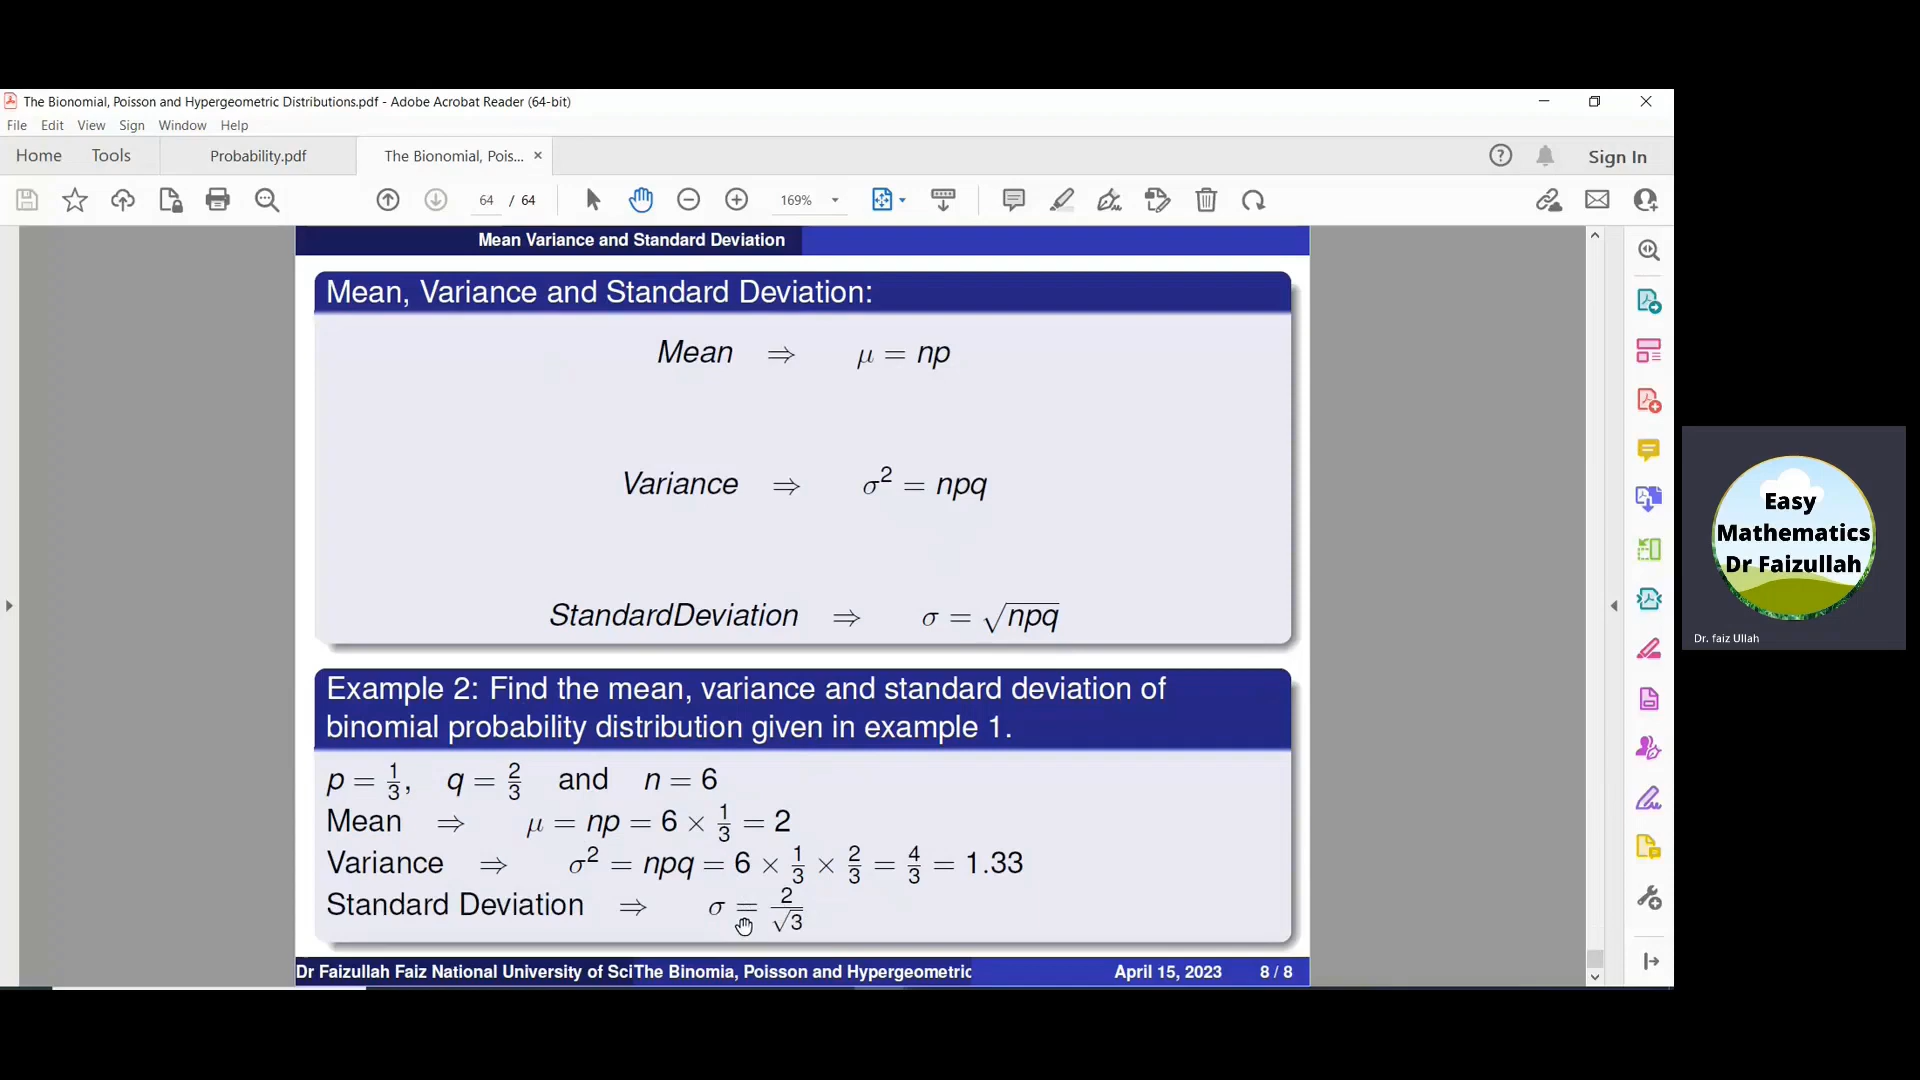 The Bionomial, Poisson and Hypergeometric Distributions.pdf - Adobe Acrobat Reader (64-bit)
File Edit View Sign Window Help
Home Tools Probability.pdf The Bionomial, Pois... × Sign In
64 / 64 169%
Mean Variance and Standard Deviation
Mean, Variance and Standard Deviation:
Mean ⇒ μ = np
Variance ⇒ σ² = npq
StandardDeviation ⇒ σ = √npq
Example 2: Find the mean, variance and standard deviation of
binomial probability distribution given in example 1.
p = 1/3, q = 2/3 and n = 6
Mean ⇒ μ = np = 6 × 1/3 = 2
Variance ⇒ σ² = npq = 6 × 1/3 × 2/3 = 4/3 = 1.33
Standard Deviation ⇒ σ = 2/√3
Dr Faizullah Faiz National University of Sci The Binomia, Poisson and Hypergeometric April 15, 2023 8 / 8
Easy
Mathematics
Dr Faizullah
Dr. faiz Ullah